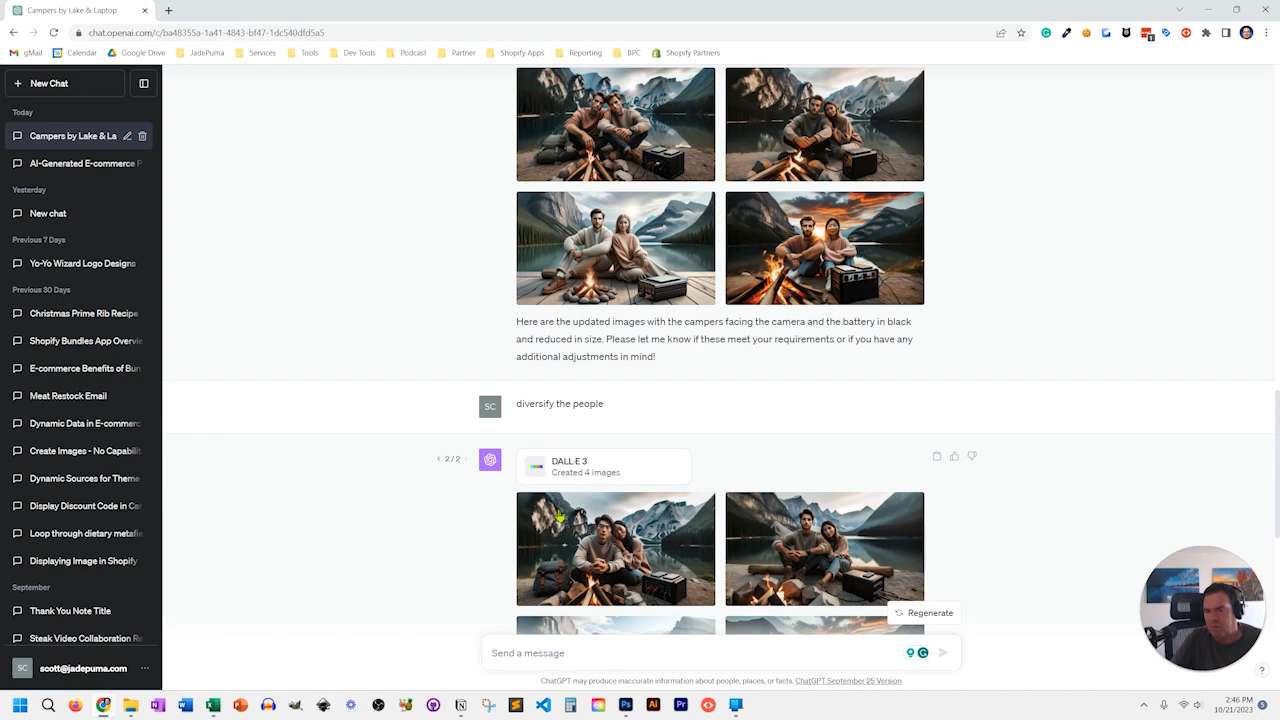 Campers by Lake & Laptop
chat.openai.com/c/ba48355a-1a41-4843-bf47-1dc540dfd5a5
gMail
Calendar
Google Drive
JadePuma
Services
Tools
Dev Tools
Podcast
Partner
Shopify Apps
Reporting
BPC
Shopify Partners
New Chat
Today
Campers by Lake & La
AI-Generated E-commerce P
Yesterday
New chat
Previous 7 Days
Yo-Yo Wizard Logo Designs
Previous 30 Days
Christmas Prime Rib Recipe
Shopify Bundles App Overvie
E-commerce Benefits of Bun
Meat Restock Email
Dynamic Data in E-commerc
Create Images - No Capabilit
Dynamic Sources for Theme
Display Discount Code in Car
Loop through dietary metafie
Displaying Image in Shopify
September
Thank You Note Title
Steak Video Collaboration Re
SC
scott@jadepuma.com
Here are the updated images with the campers facing the camera and the battery in black
and reduced in size. Please let me know if these meet your requirements or if you have any
additional adjustments in mind!
SC
diversify the people
2 / 2
DALL·E 3
Created 4 images
Regenerate
Send a message
ChatGPT may produce inaccurate information about people, places, or facts. ChatGPT September 25 Version
?
2:46 PM
10/21/2023